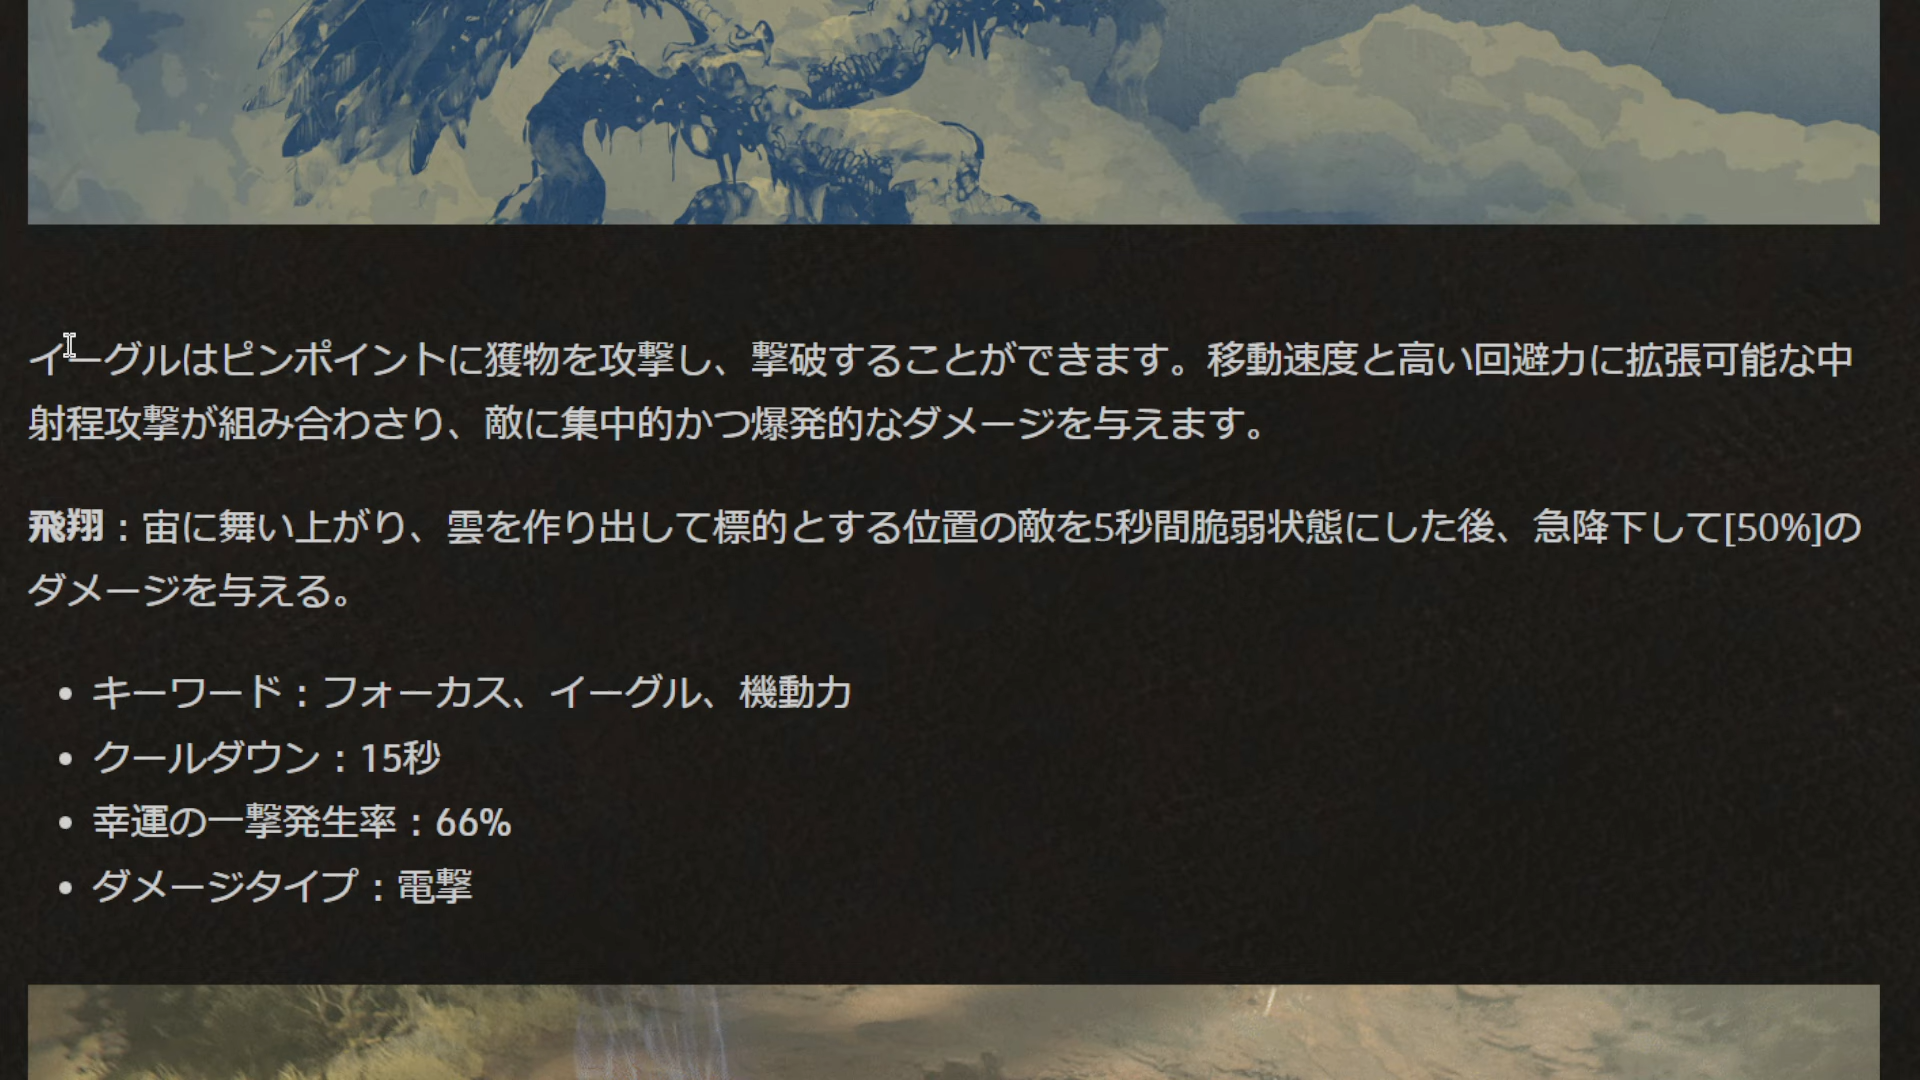 イーグルはピンポイントに獲物を攻撃し、撃破することができます。移動速度と高い回避力に拡張可能な中
射程攻撃が組み合わさり、敵に集中的かつ爆発的なダメージを与えます。
飛翔：宙に舞い上がり、雲を作り出して標的とする位置の敵を5秒間脆弱状態にした後、急降下して[50%]の
ダメージを与える。
• キーワード：フォーカス、イーグル、機動力
• クールダウン：15秒
• 幸運の一撃発生率：66%
• ダメージタイプ：電撃